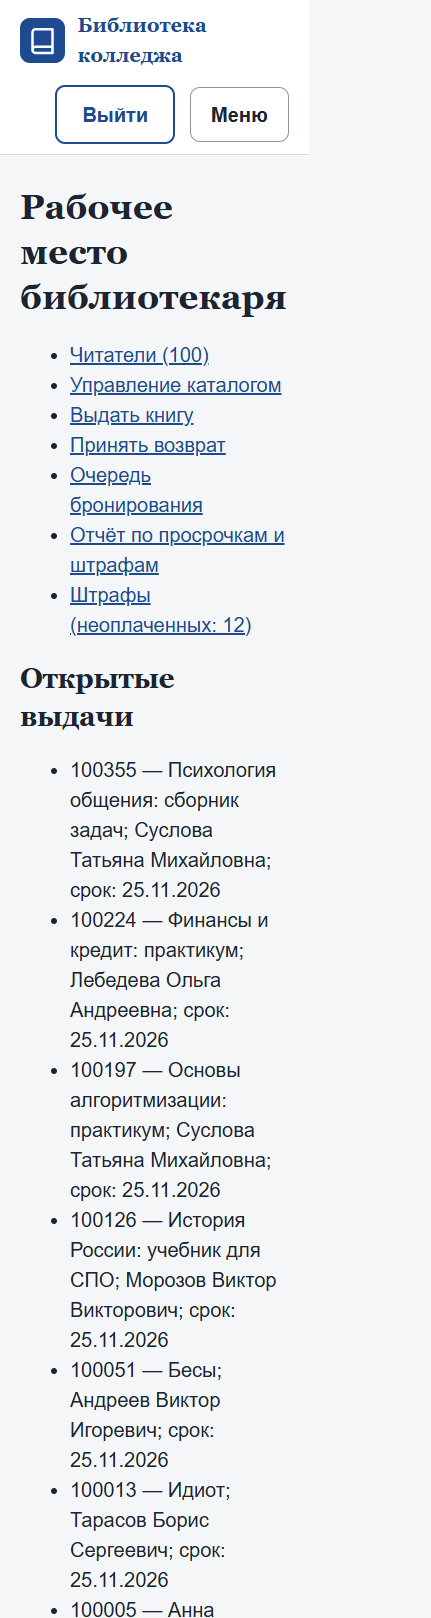 Библиотека
колледжа
Выйти
Меню
Рабочее
место
библиотекаря
Читатели (100)
Управление каталогом
Выдать книгу
Принять возврат
Очередь
бронирования
Отчёт по просрочкам и
штрафам
Штрафы
(неоплаченных: 12)
Открытые
выдачи
100355 — Психология
общения: сборник
задач; Суслова
Татьяна Михайловна;
срок: 25.11.2026
100224 — Финансы и
кредит: практикум;
Лебедева Ольга
Андреевна; срок:
25.11.2026
100197 — Основы
алгоритмизации:
практикум; Суслова
Татьяна Михайловна;
срок: 25.11.2026
100126 — История
России: учебник для
СПО; Морозов Виктор
Викторович; срок:
25.11.2026
100051 — Бесы;
Андреев Виктор
Игоревич; срок:
25.11.2026
100013 — Идиот;
Тарасов Борис
Сергеевич; срок:
25.11.2026
100005 — Анна